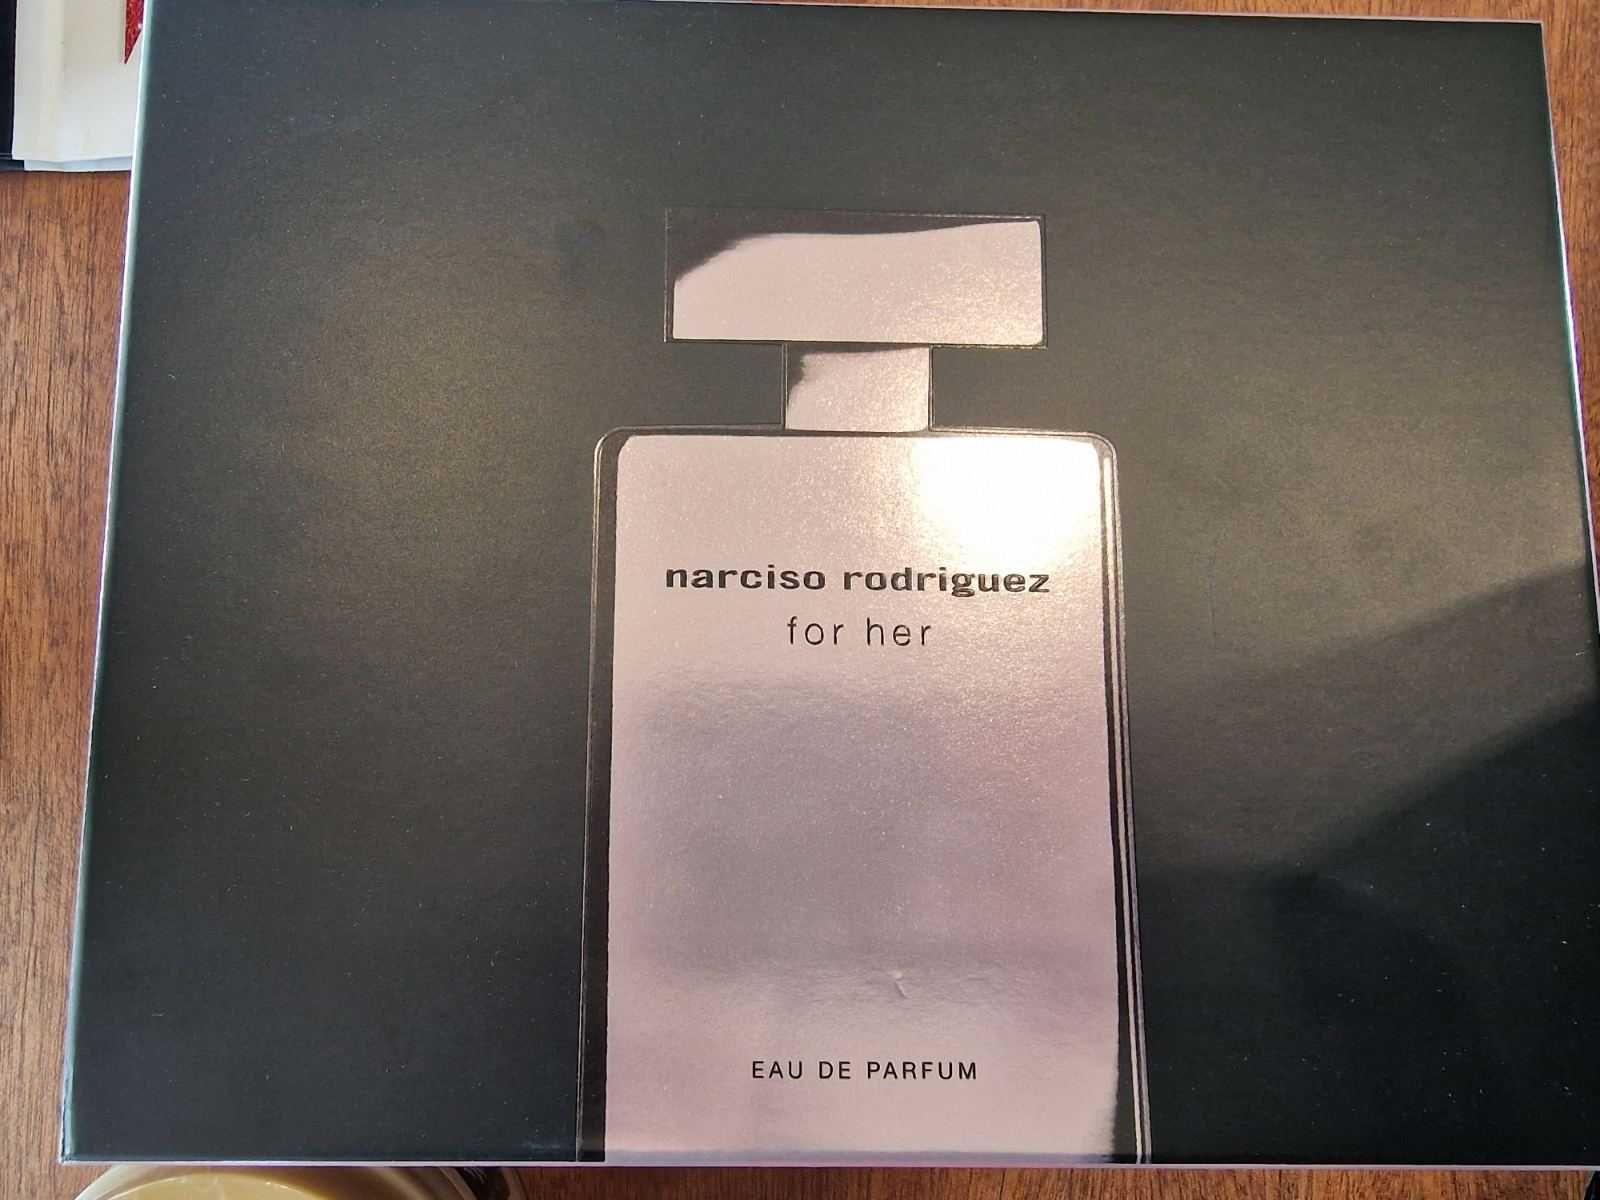 narciso rodriguez
for her
EAU DE PARFUM